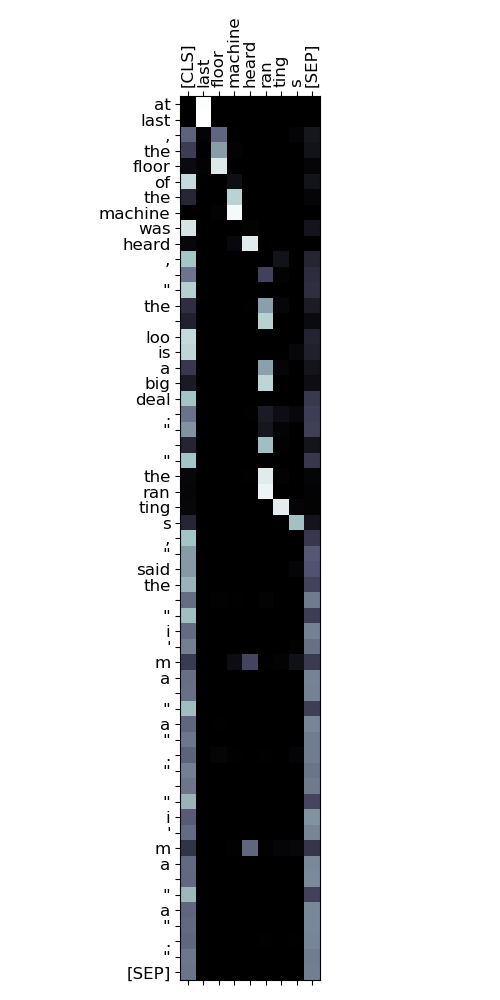 [CLS]
last
floor
machine
heard
ran
ting
s
[SEP]
at
last
,
the
floor
of
the
machine
was
heard
,
"
the
loo
is
a
big
deal
.
"
"
the
ran
ting
s
,
"
said
the
"
i
'
m
a
"
a
"
.
"
"
i
'
m
a
"
a
"
.
"
[SEP]